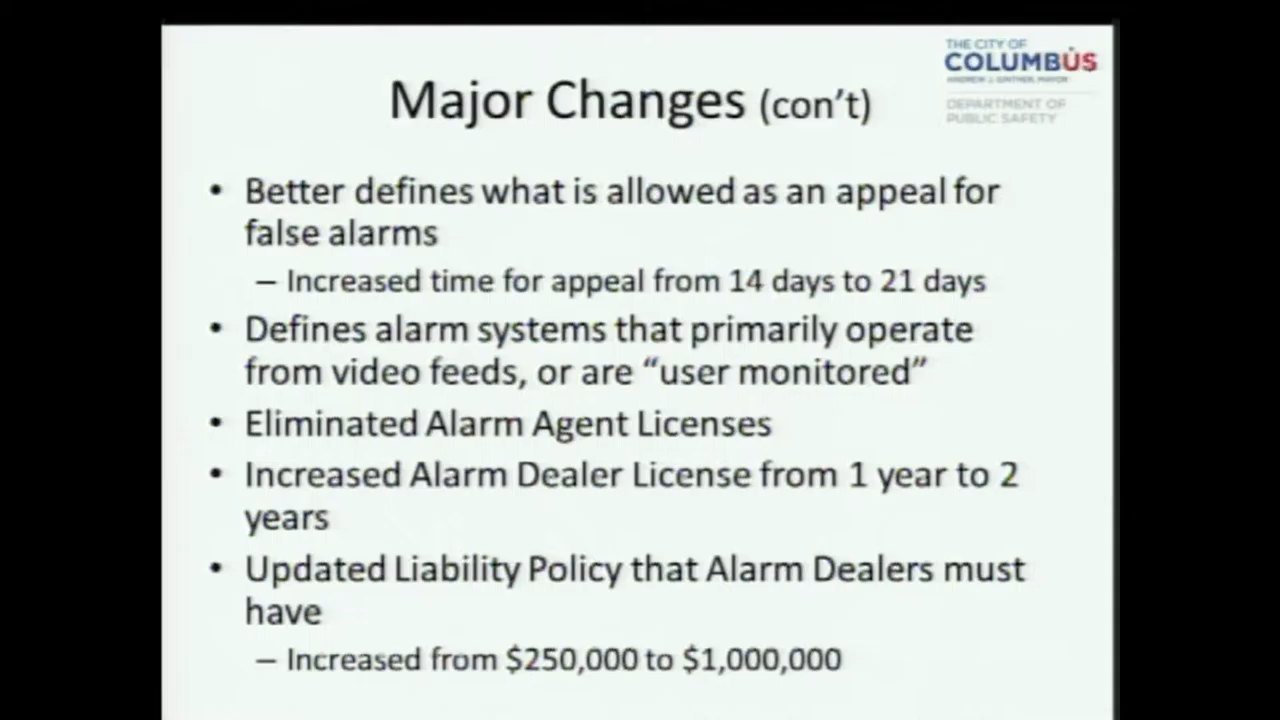 THE CITY OF
COLUMBUS
ANDREW J. GINTHER, MAYOR
DEPARTMENT OF
PUBLIC SAFETY
Major Changes (con't)
• Better defines what is allowed as an appeal for
false alarms
– Increased time for appeal from 14 days to 21 days
• Defines alarm systems that primarily operate
from video feeds, or are “user monitored”
• Eliminated Alarm Agent Licenses
• Increased Alarm Dealer License from 1 year to 2
years
• Updated Liability Policy that Alarm Dealers must
have
– Increased from $250,000 to $1,000,000